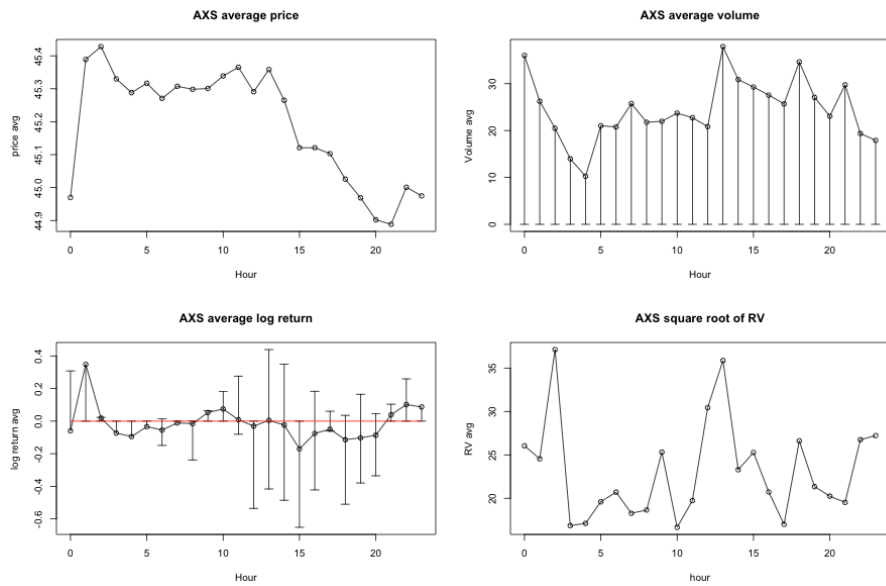 AXS average price
price avg
44.9 45.0 45.1 45.2 45.3 45.4
0 5 10 15 20
Hour
AXS average volume
Volume avg
0 10 20 30
0 5 10 15 20
Hour
AXS average log return
log return avg
-0.6 -0.4 -0.2 0.0 0.2 0.4
0 5 10 15 20
Hour
AXS square root of RV
RV avg
20 25 30 35
0 5 10 15 20
hour